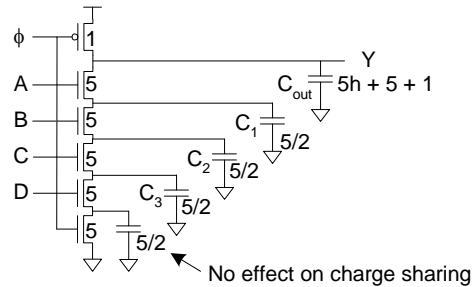 ϕ 1 Y
C_out 5h + 5 + 1
A 5
B 5 C_1 5/2
C 5 C_2 5/2
D 5 C_3 5/2
5 5/2
No effect on charge sharing